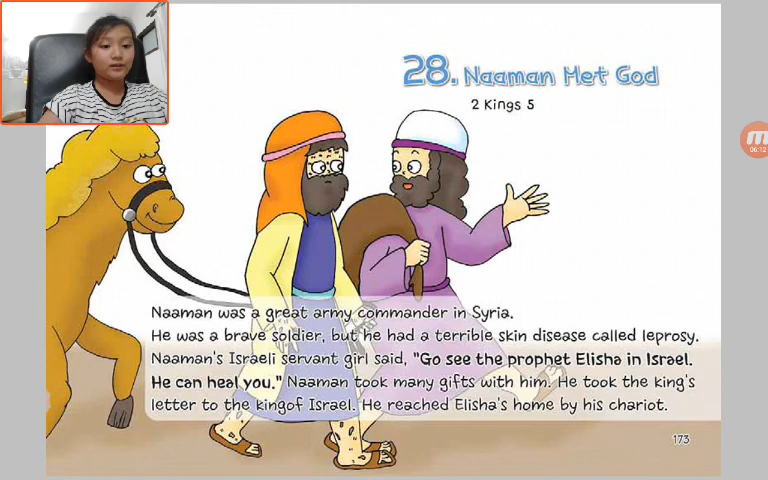 28. Naaman Met God
2 Kings 5
06:12
Naaman was a great army commander in Syria.
He was a brave soldier, but he had a terrible skin disease called leprosy.
Naaman's Israeli servant girl said, "Go see the prophet Elisha in Israel.
He can heal you." Naaman took many gifts with him. He took the king's
letter to the kingof Israel. He reached Elisha's home by his chariot.
173